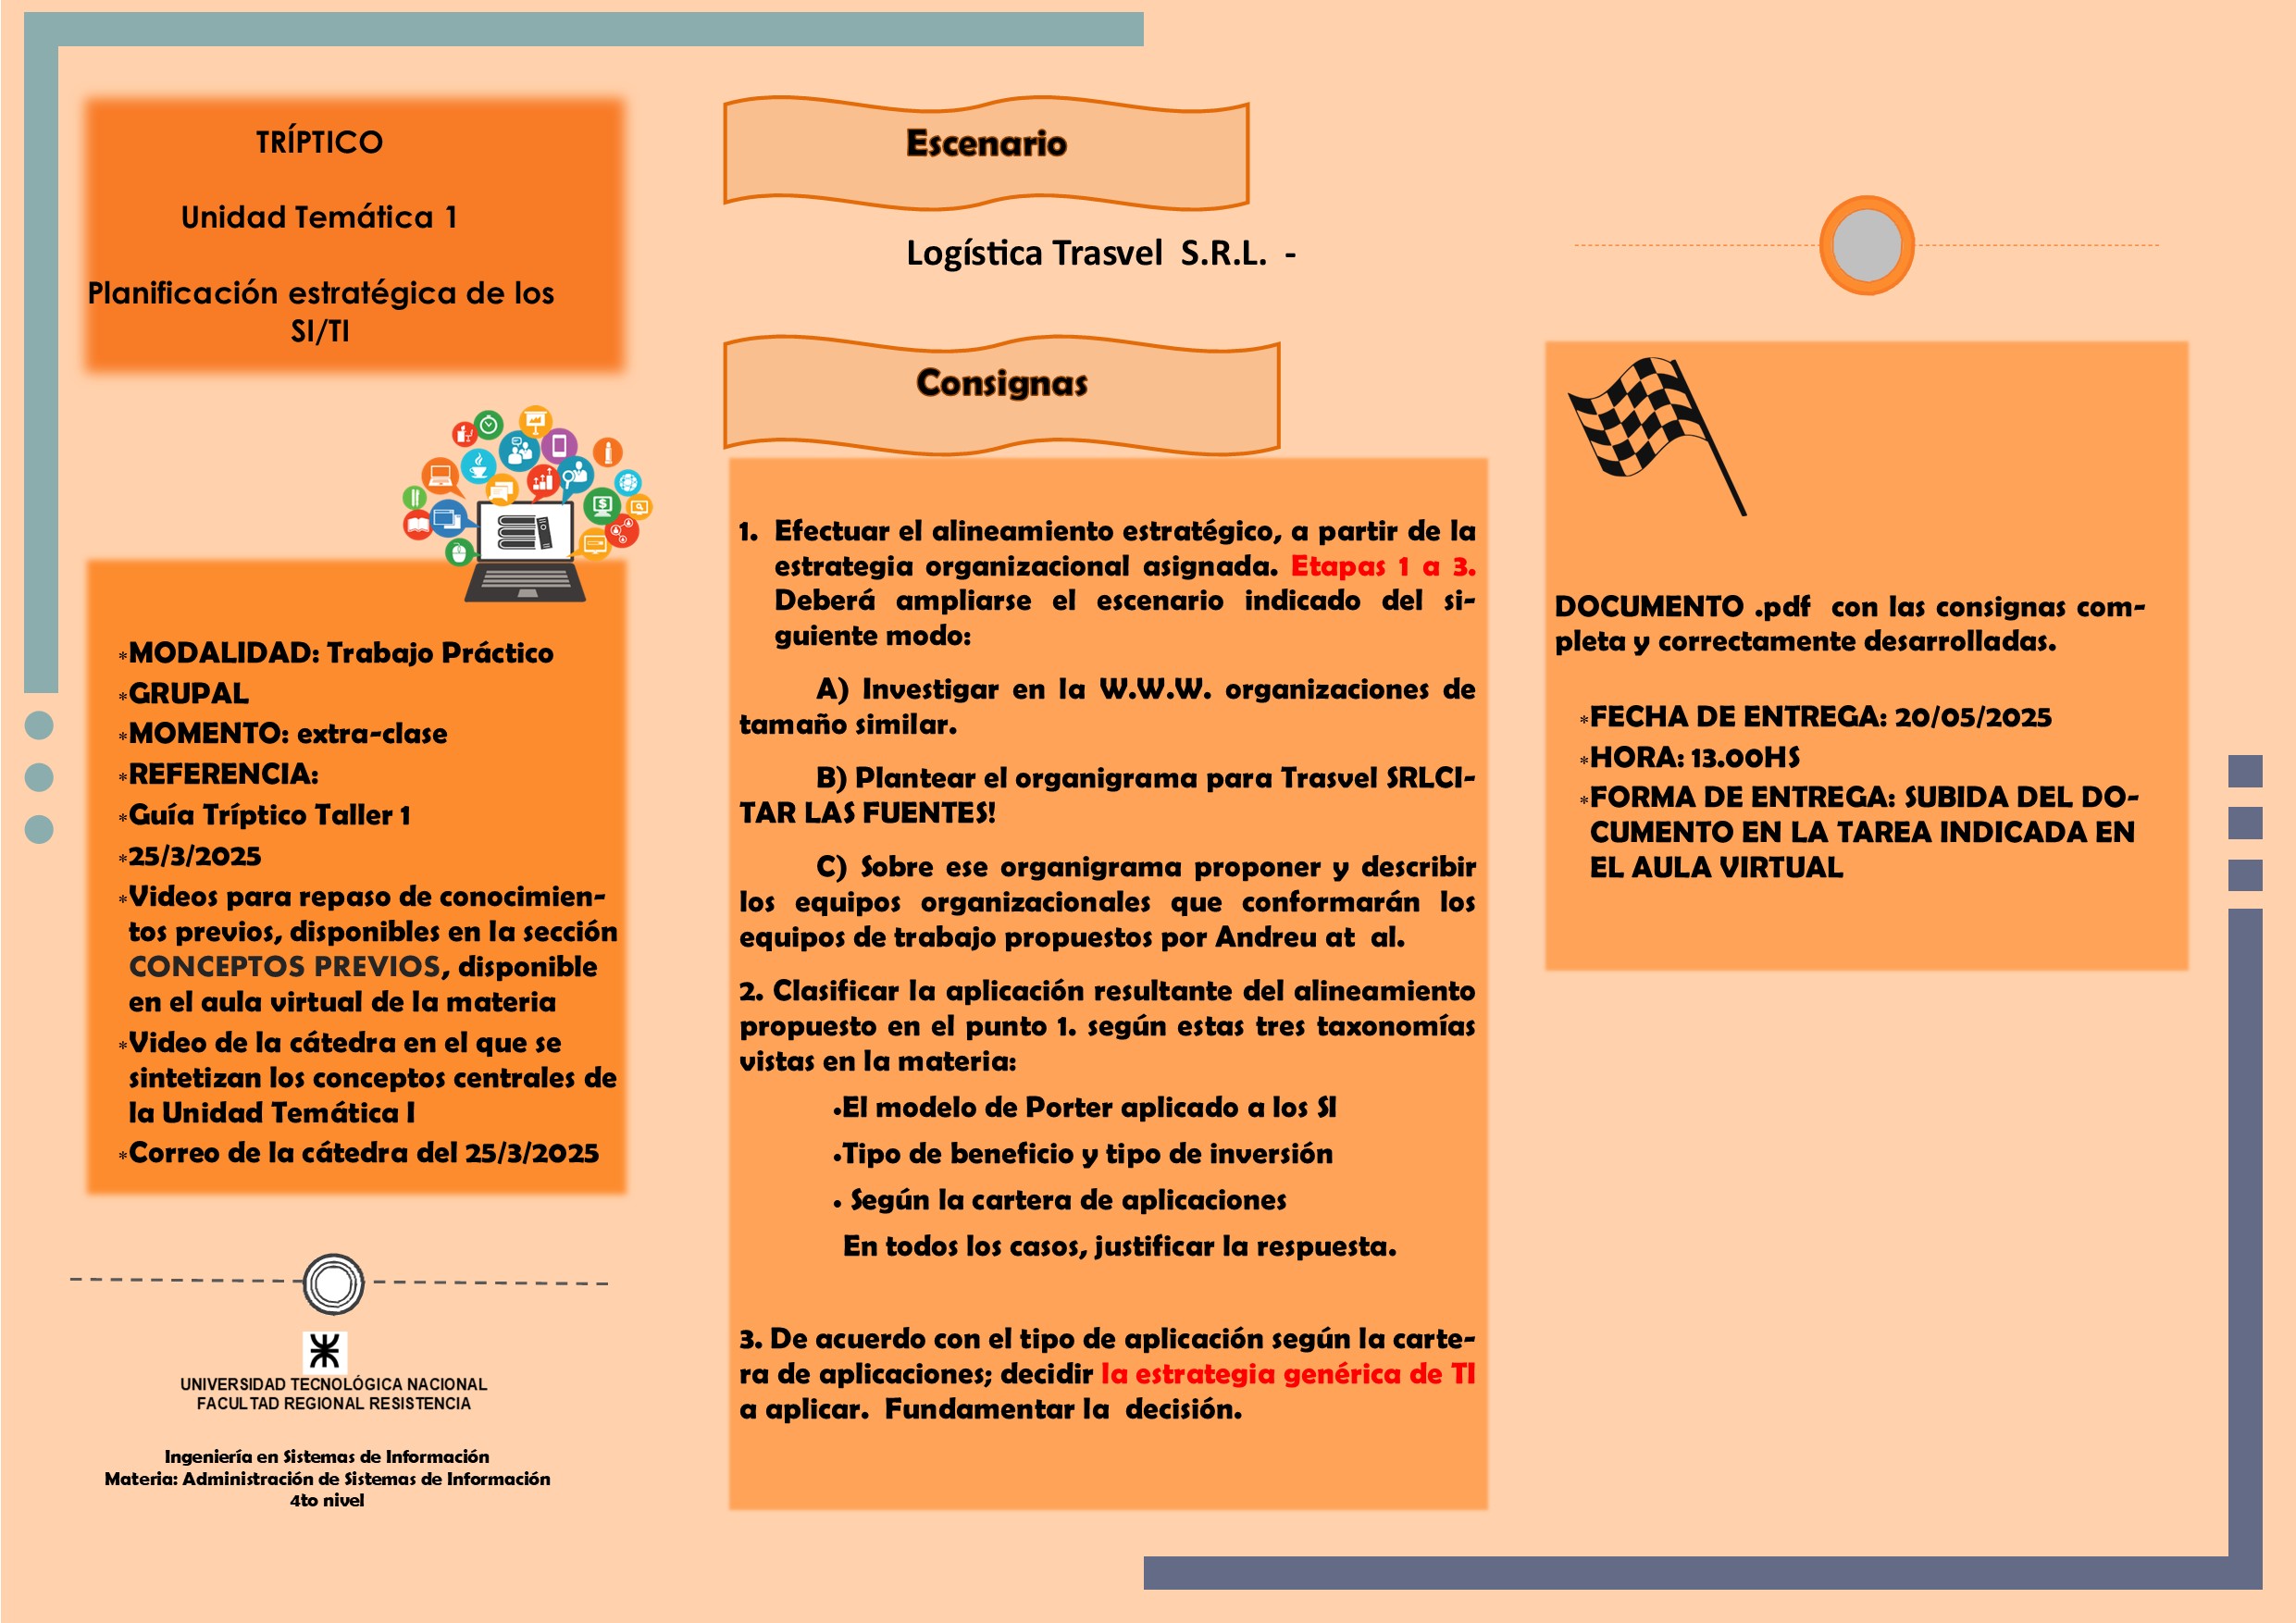 TRÍPTICO
Unidad Temática 1
Planificación estratégica de los
SI/TI
*MODALIDAD: Trabajo Práctico
*GRUPAL
*MOMENTO: extra-clase
*REFERENCIA:
*Guía Tríptico Taller 1
*25/3/2025
*Videos para repaso de conocimien-
tos previos, disponibles en la sección
CONCEPTOS PREVIOS, disponible
en el aula virtual de la materia
*Video de la cátedra en el que se
sintetizan los conceptos centrales de
la Unidad Temática I
*Correo de la cátedra del 25/3/2025
UNIVERSIDAD TECNOLÓGICA NACIONAL
FACULTAD REGIONAL RESISTENCIA
Ingeniería en Sistemas de Información
Materia: Administración de Sistemas de Información
4to nivel
Escenario
Logística Trasvel  S.R.L.  -
Consignas
1. Efectuar el alineamiento estratégico, a partir de la
estrategia organizacional asignada. Etapas 1 a 3.
Deberá ampliarse el escenario indicado del si-
guiente modo:
A) Investigar en la W.W.W. organizaciones de
tamaño similar.
B) Plantear el organigrama para Trasvel SRLCI-
TAR LAS FUENTES!
C) Sobre ese organigrama proponer y describir
los equipos organizacionales que conformarán los
equipos de trabajo propuestos por Andreu at  al.
2. Clasificar la aplicación resultante del alineamiento
propuesto en el punto 1. según estas tres taxonomías
vistas en la materia:
•El modelo de Porter aplicado a los SI
•Tipo de beneficio y tipo de inversión
• Según la cartera de aplicaciones
En todos los casos, justificar la respuesta.
3. De acuerdo con el tipo de aplicación según la carte-
ra de aplicaciones; decidir la estrategia genérica de TI
a aplicar.  Fundamentar la  decisión.
DOCUMENTO .pdf  con las consignas com-
pleta y correctamente desarrolladas.
*FECHA DE ENTREGA: 20/05/2025
*HORA: 13.00HS
*FORMA DE ENTREGA: SUBIDA DEL DO-
CUMENTO EN LA TAREA INDICADA EN
EL AULA VIRTUAL